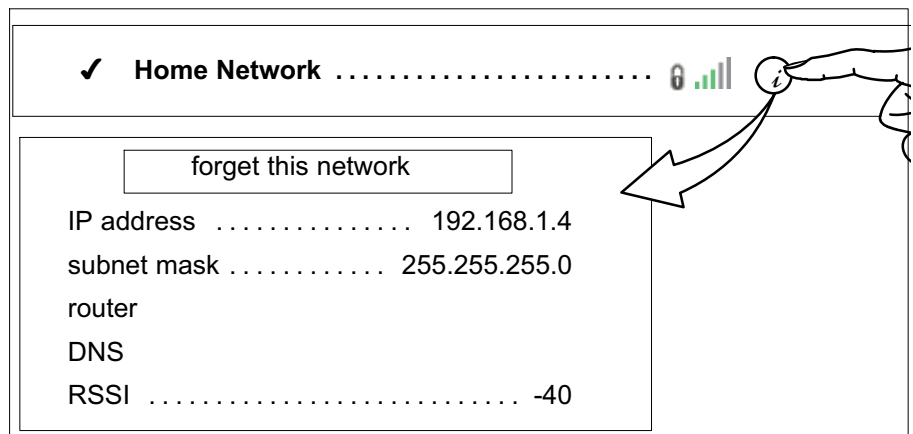 ✔ Home Network ........................ i
forget this network
IP address ............... 192.168.1.4
subnet mask ............ 255.255.255.0
router
DNS
RSSI ............................ -40